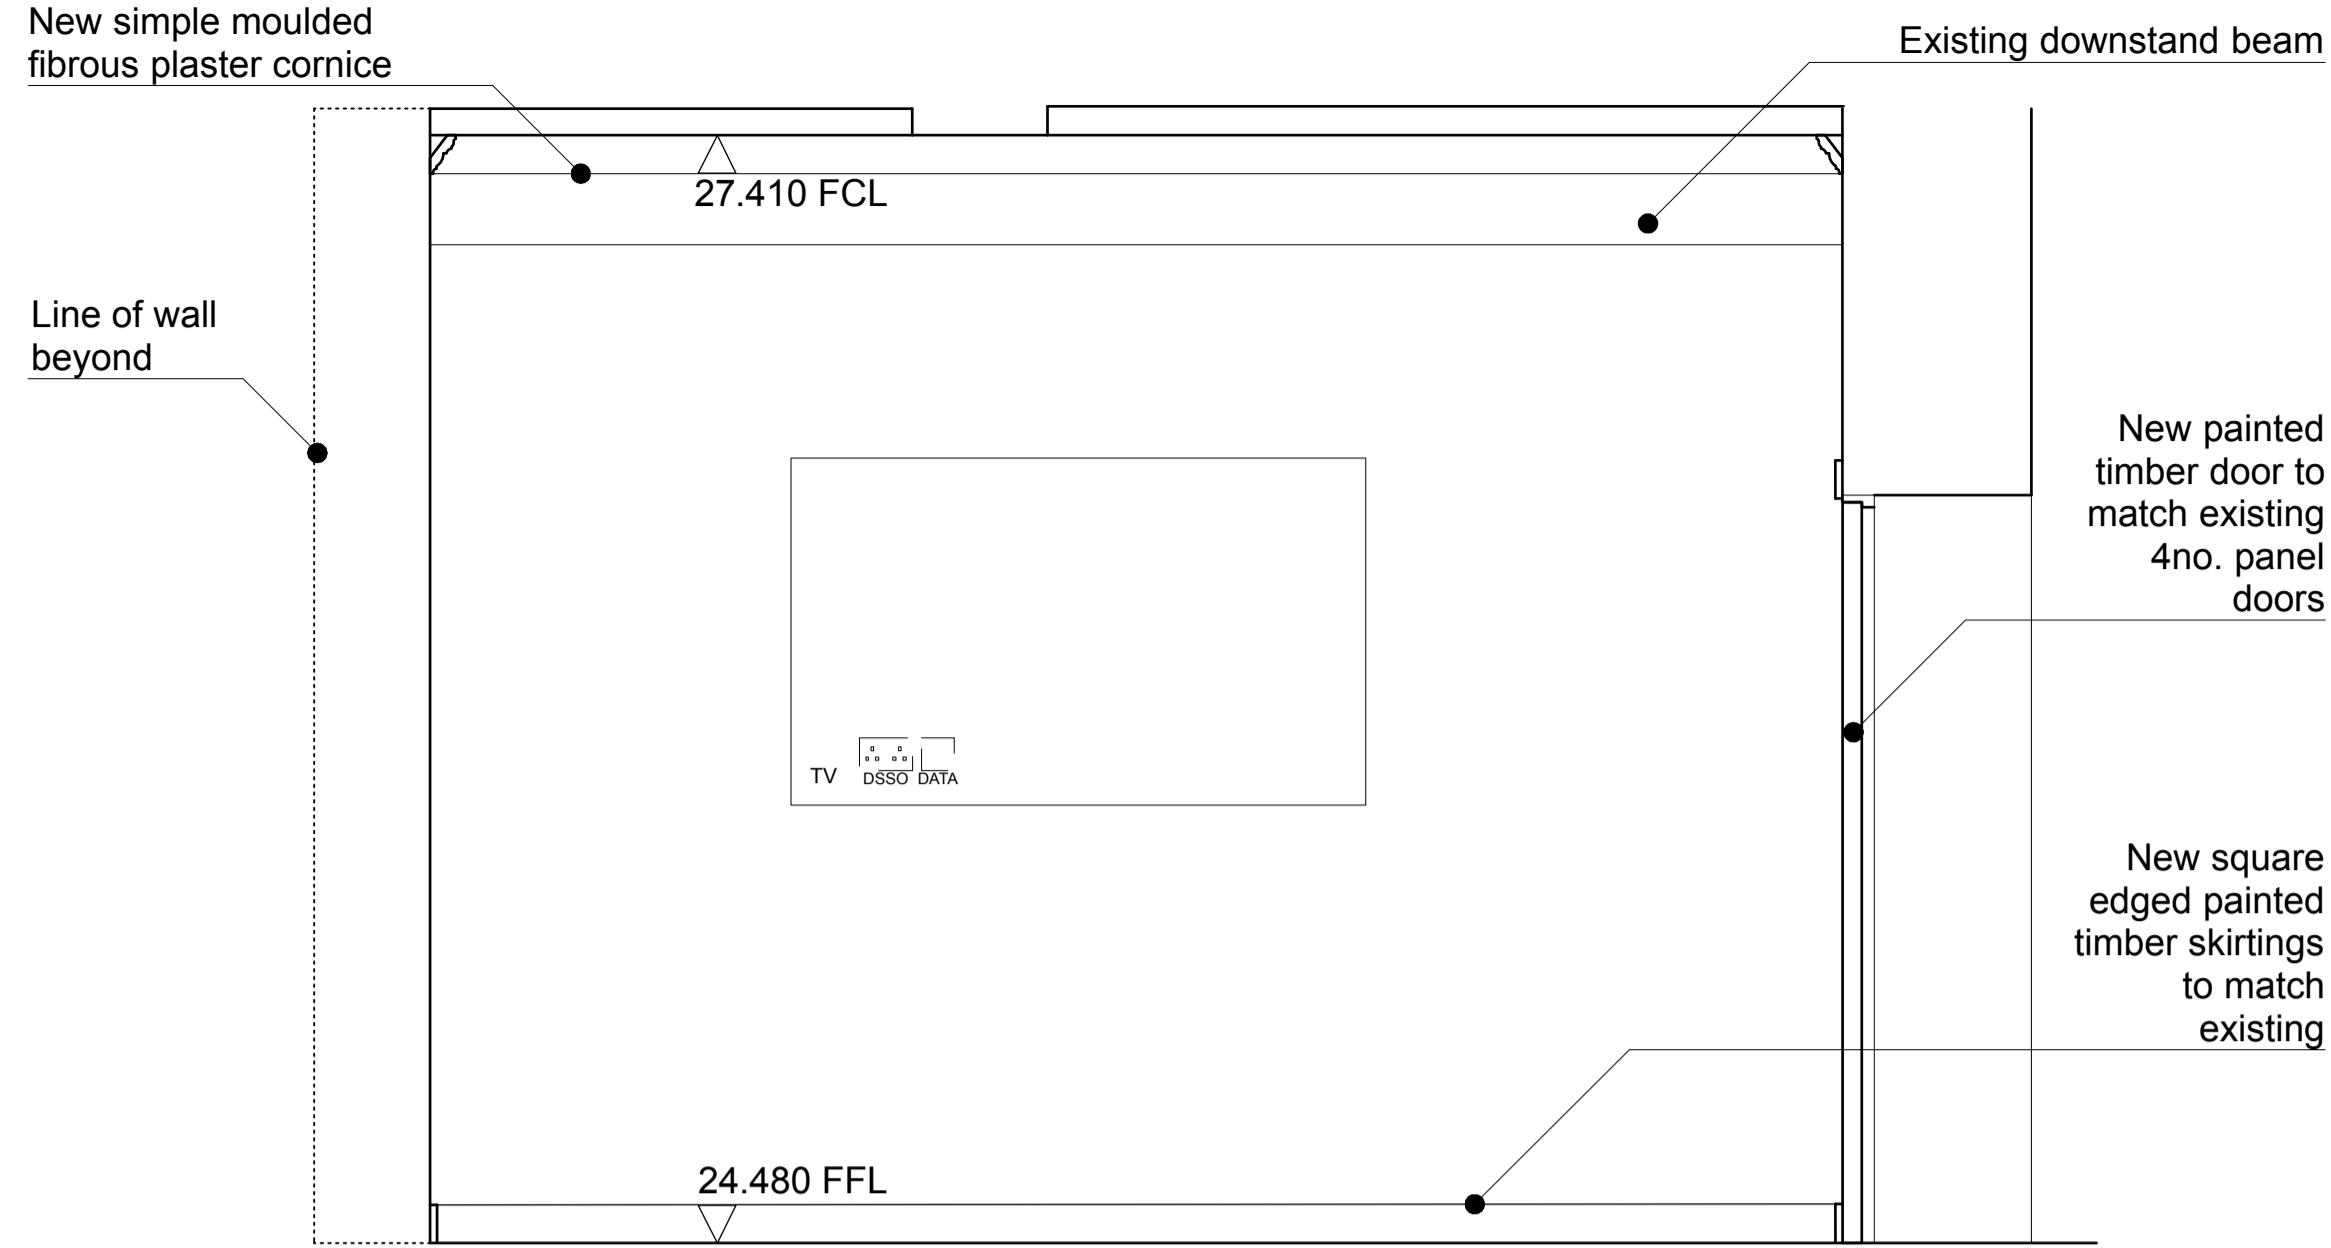 New simple moulded
fibrous plaster cornice
Existing downstand beam
27.410 FCL
Line of wall
beyond
New painted
timber door to
match existing
4no. panel
doors
TV
DSSO
DATA
New square
edged painted
timber skirtings
to match
existing
24.480 FFL